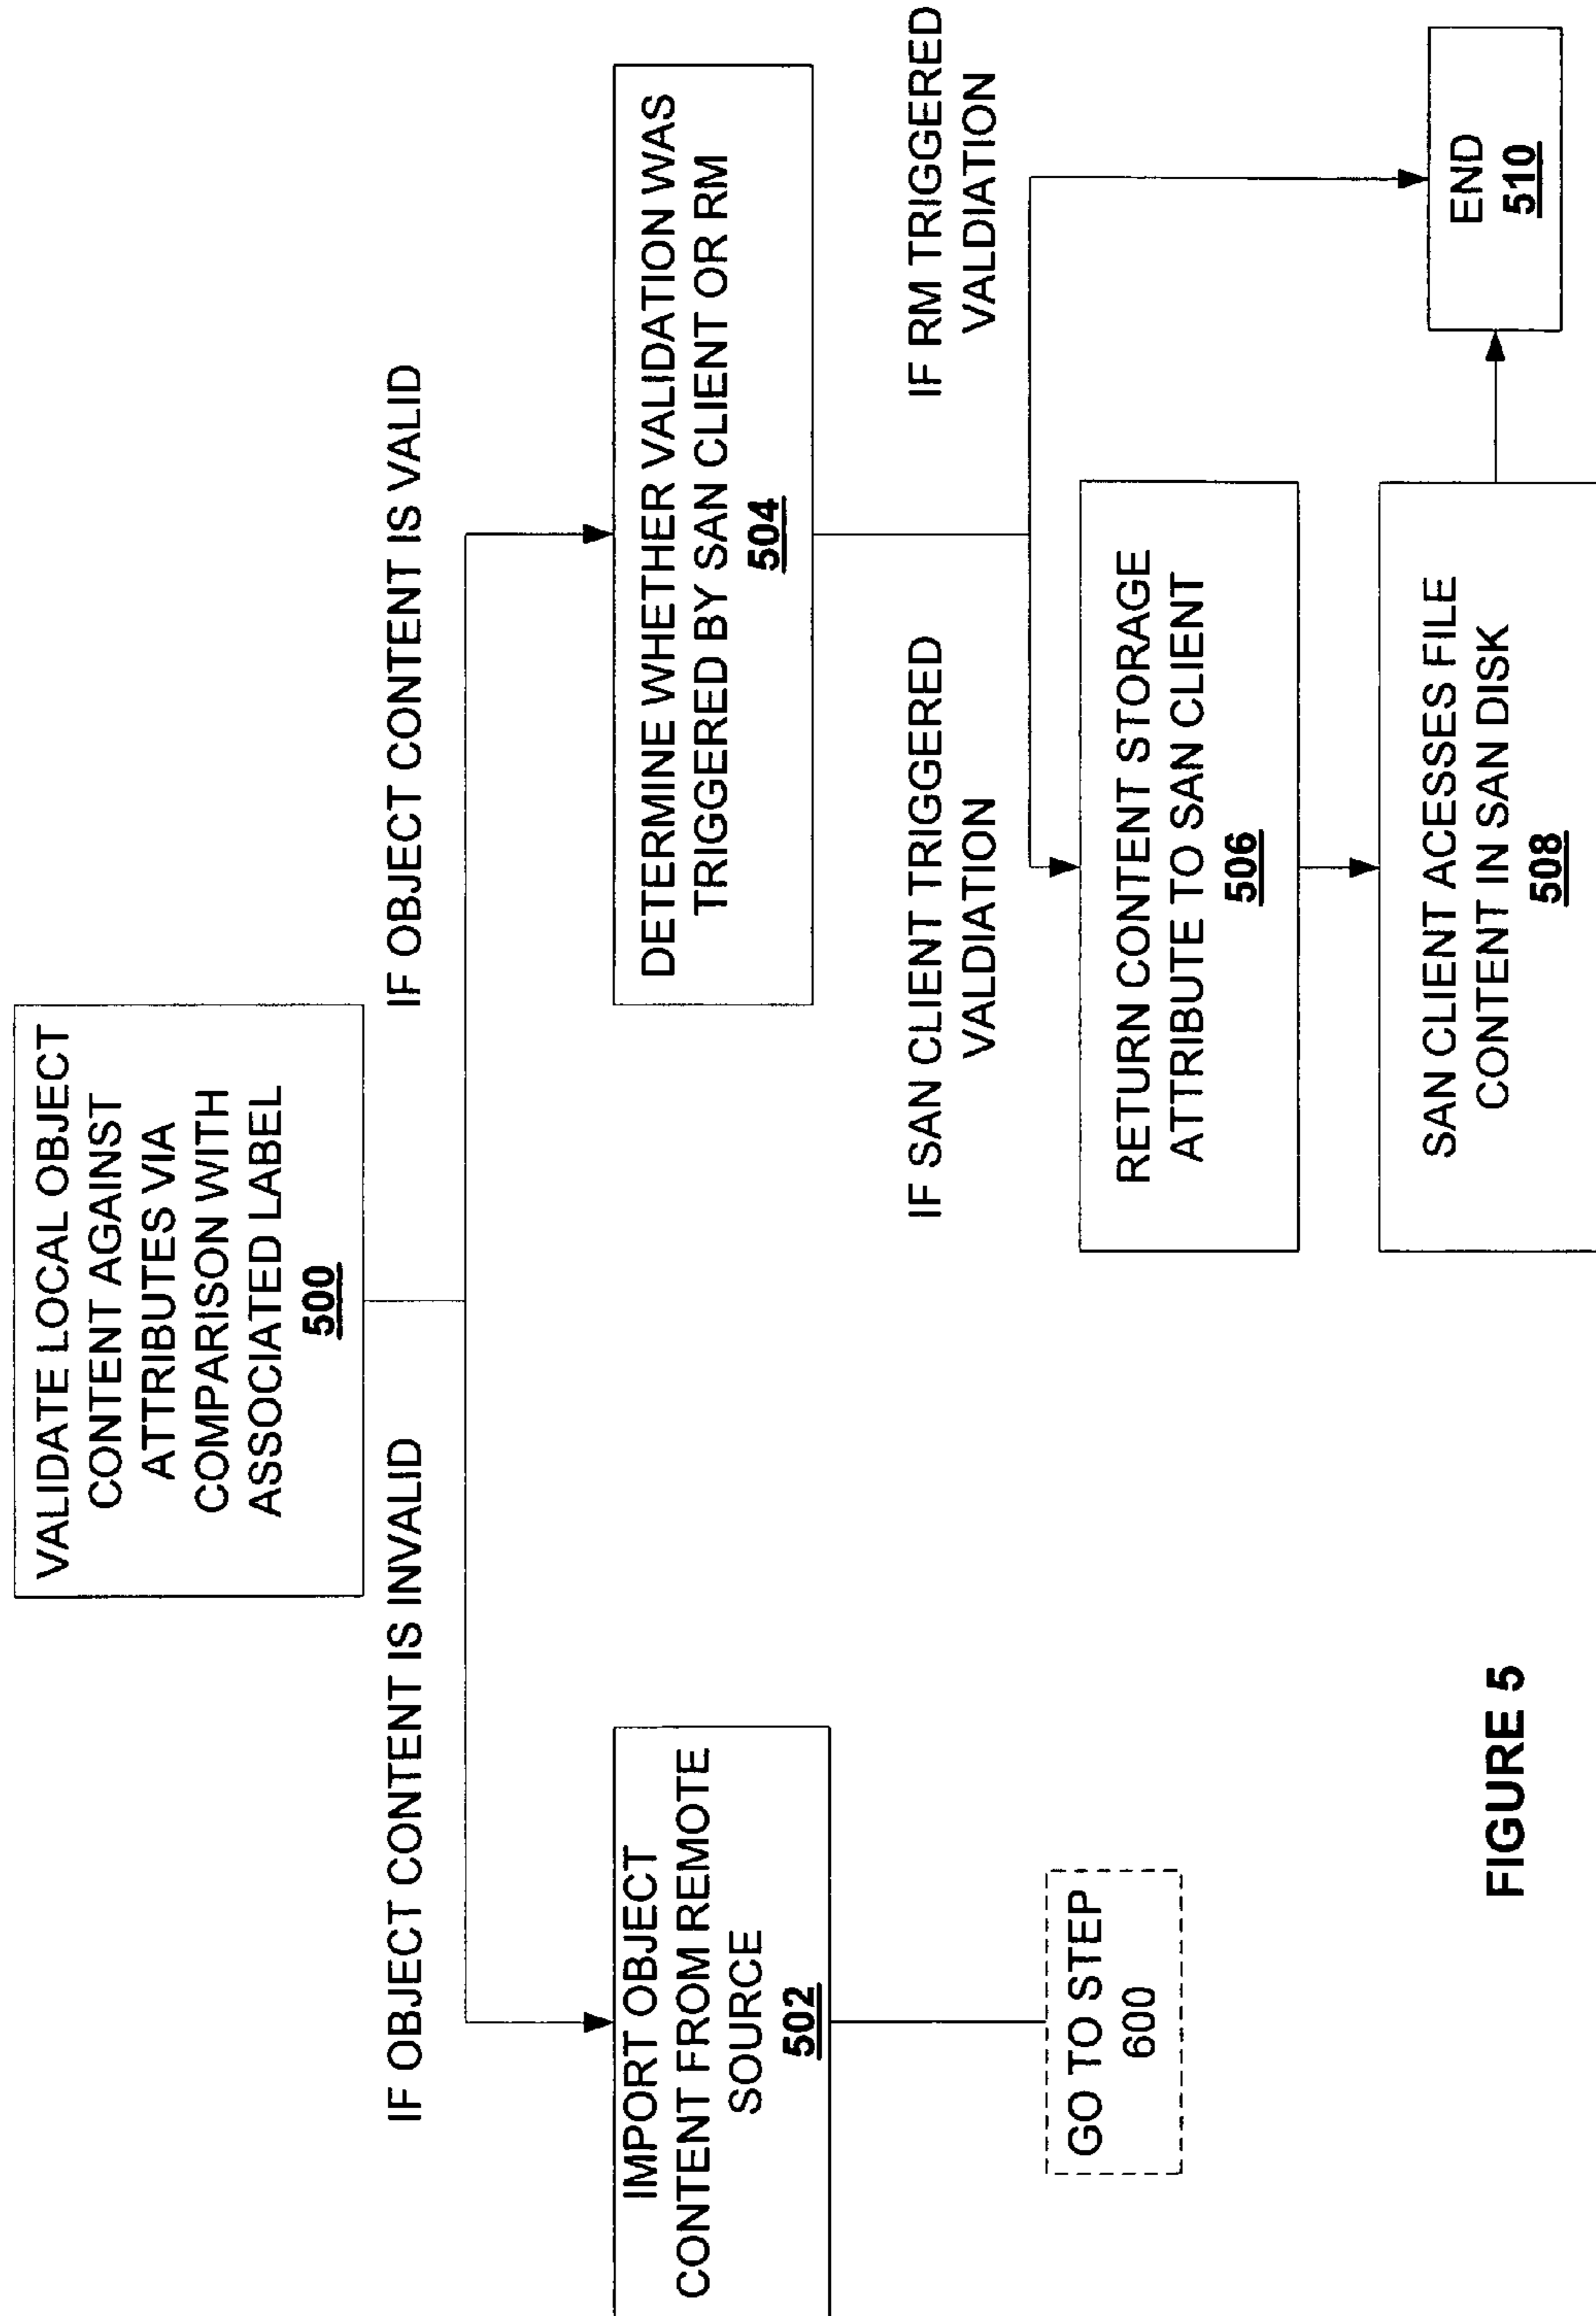 VALIDATE LOCAL OBJECT
CONTENT AGAINST
ATTRIBUTES VIA
COMPARISON WITH
ASSOCIATED LABEL
500
IF OBJECT CONTENT IS INVALID
IF OBJECT CONTENT IS VALID
IMPORT OBJECT
CONTENT FROM REMOTE
SOURCE
502
GO TO STEP
600
DETERMINE WHETHER VALIDATION WAS
TRIGGERED BY SAN CLIENT OR RM
504
IF SAN CLIENT TRIGGERED
VALDIATION
IF RM TRIGGERED
VALDIATION
RETURN CONTENT STORAGE
ATTRIBUTE TO SAN CLIENT
506
SAN CLIENT ACESSES FILE
CONTENT IN SAN DISK
508
END
510
FIGURE 5